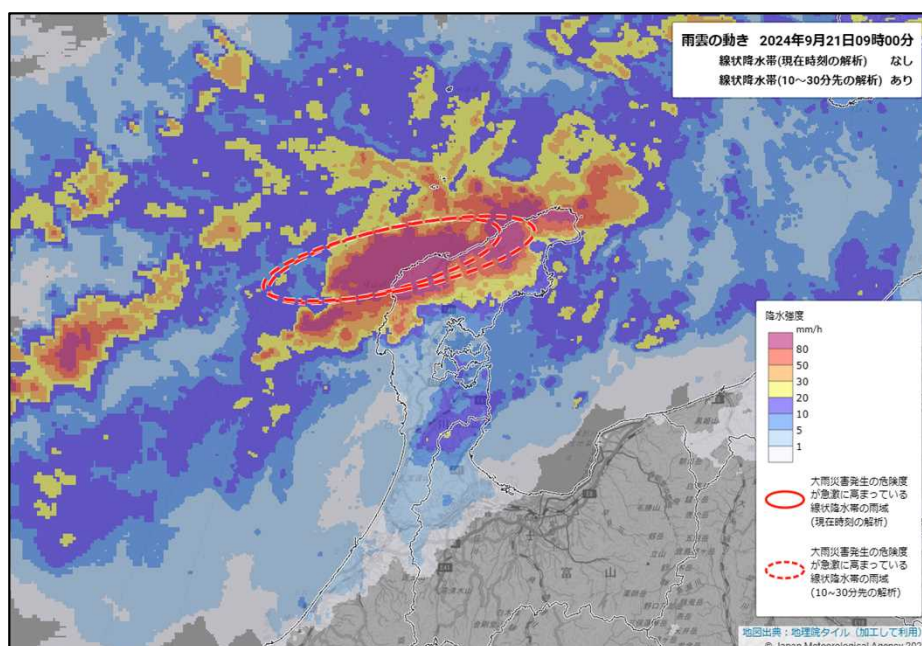 雨雲の動き 2024年9月21日09時00分
線状降水帯(現在時刻の解析) なし
線状降水帯(10～30分先の解析) あり
降水強度
mm/h
80
50
30
20
10
5
1
大雨災害発生の危険度
が急激に高まっている
線状降水帯の雨域
(現在時刻の解析)
大雨災害発生の危険度
が急激に高まっている
線状降水帯の雨域
(10~30分先の解析)
富山
地図出典：地理院タイル（加工して利用）
© Japan Meteorological Agency 202